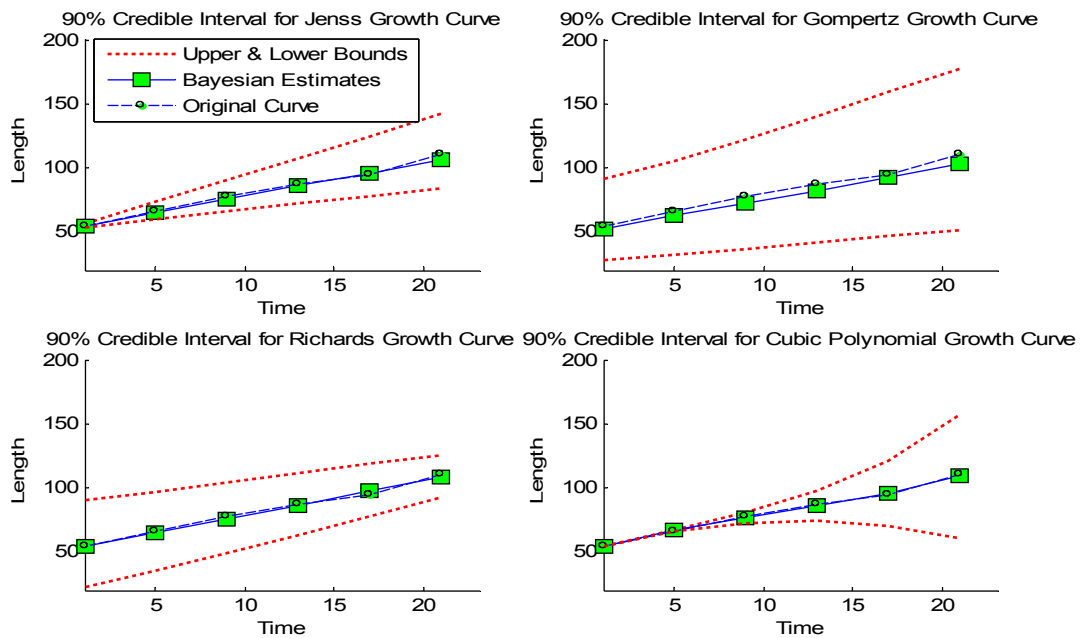 90% Credible Interval for Jenss Growth Curve
200
150
100
50
Length
Upper & Lower Bounds
Bayesian Estimates
Original Curve
5
10
15
20
Time
90% Credible Interval for Gompertz Growth Curve
200
150
100
50
Length
5
10
15
20
Time
90% Credible Interval for Richards Growth Curve
200
150
100
50
Length
5
10
15
20
Time
90% Credible Interval for Cubic Polynomial Growth Curve
200
150
100
50
Length
5
10
15
20
Time